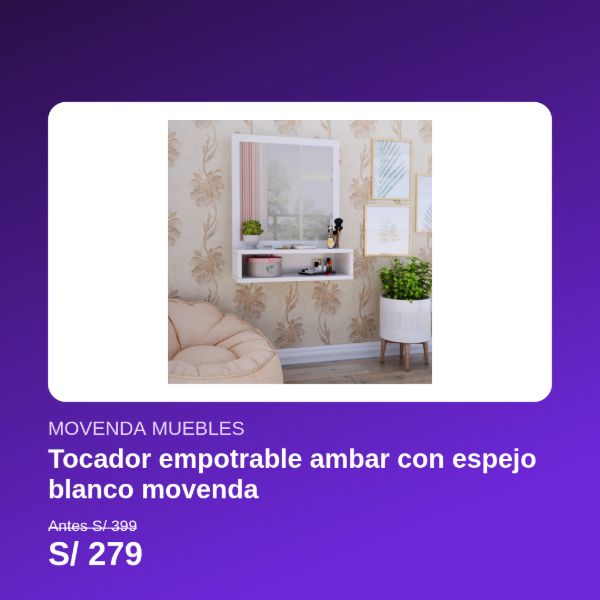 MOVENDA MUEBLES
Tocador empotrable ambar con espejo
blanco movenda
Antes S/ 399
S/ 279